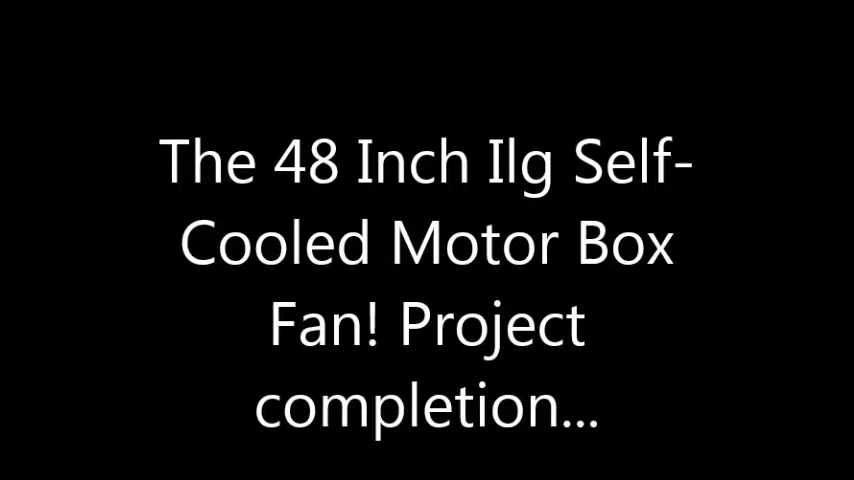 The 48 Inch Ilg Self-
Cooled Motor Box
Fan! Project
completion...